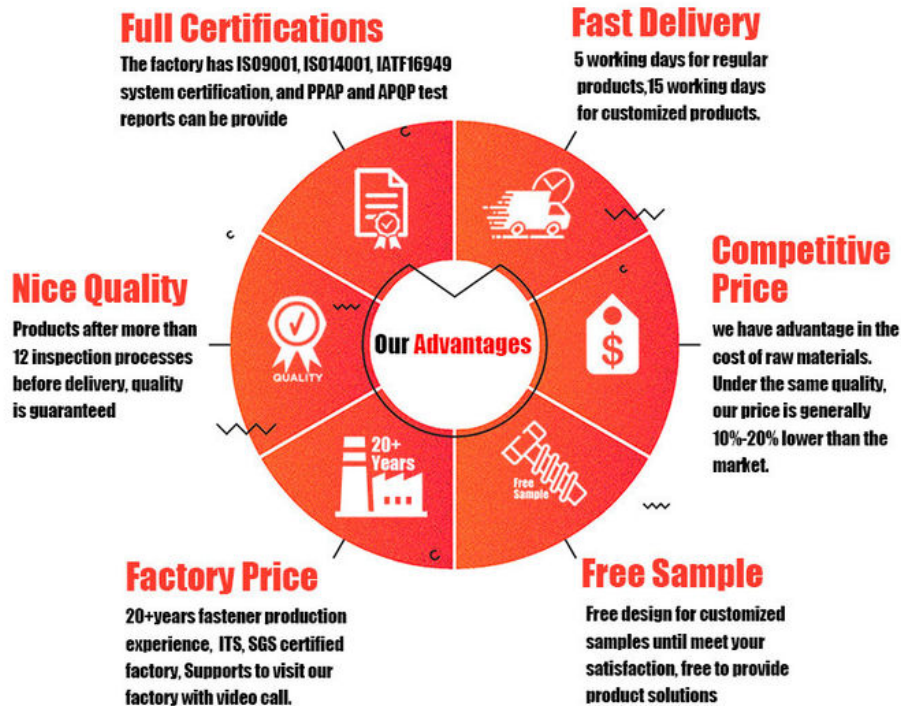 Full Certifications
The factory has ISO9001, ISO14001, IATF16949
system certification, and PPAP and APQP test
reports can be provide
Fast Delivery
5 working days for regular
products,15 working days
for customized products.
Nice Quality
Products after more than
12 inspection processes
before delivery, quality
is guaranteed
QUALITY
Our Advantages
$
Competitive
Price
we have advantage in the
cost of raw materials.
Under the same quality,
our price is generally
10%-20% lower than the
market.
20+
Years
Free
Sample
Factory Price
20+years fastener production
experience, ITS, SGS certified
factory, Supports to visit our
factory with video call.
Free Sample
Free design for customized
samples until meet your
satisfaction, free to provide
product solutions